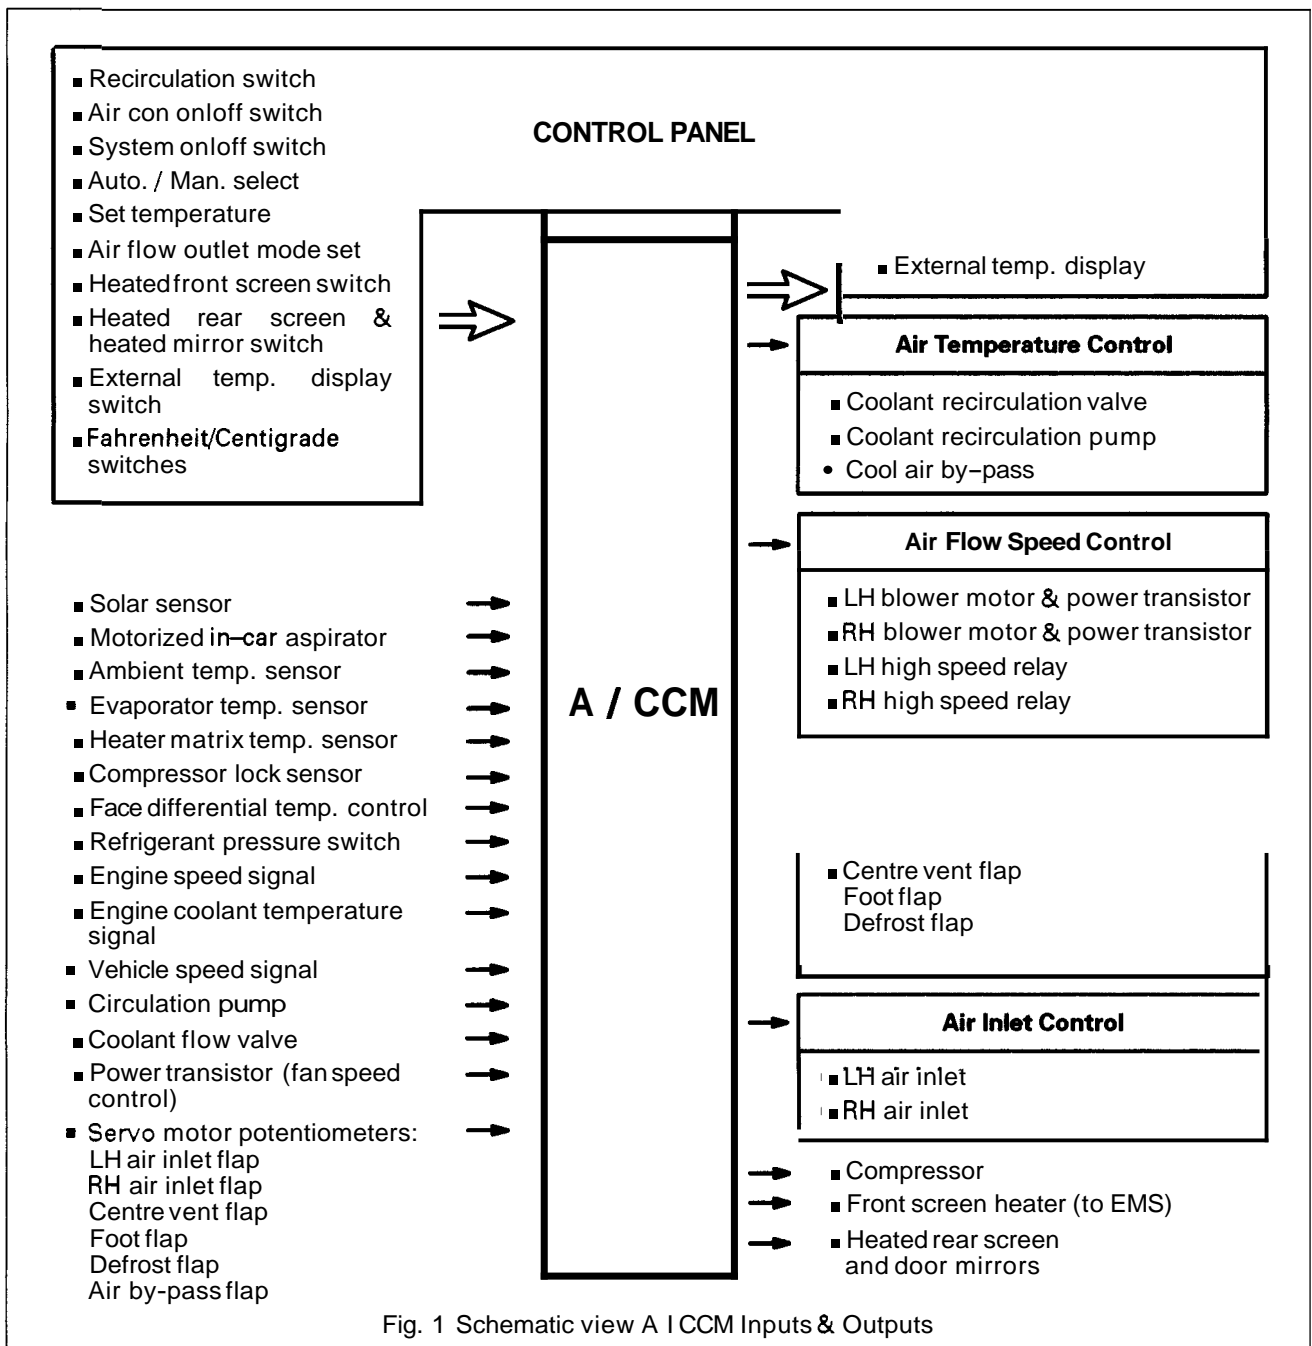 ■ Recirculation switch
■ Air con onloff switch
■ System onloff switch
■ Auto. / Man. select
■ Set temperature
■ Air flow outlet mode set
■ Heated front screen switch
■ Heated rear screen &
heated mirror switch
■ External temp. display
switch
■ Fahrenheit/Centigrade
switches
CONTROL PANEL
■ External temp. display
Air Temperature Control
■ Coolant recirculation valve
■ Coolant recirculation pump
• Cool air by-pass
Air Flow Speed Control
■ LH blower motor & power transistor
■ RH blower motor & power transistor
■ LH high speed relay
■ RH high speed relay
■ Solar sensor
■ Motorized in-car aspirator
■ Ambient temp. sensor
■ Evaporator temp. sensor
■ Heater matrix temp. sensor
■ Compressor lock sensor
■ Face differential temp. control
■ Refrigerant pressure switch
■ Engine speed signal
■ Engine coolant temperature
signal
■ Vehicle speed signal
■ Circulation pump
■ Coolant flow valve
■ Power transistor (fan speed
control)
■ Servo motor potentiometers:
LH air inlet flap
RH air inlet flap
Centre vent flap
Foot flap
Defrost flap
Air by-pass flap
A / CCM
■ Centre vent flap
Foot flap
Defrost flap
Air Inlet Control
■ LH air inlet
■ RH air inlet
■ Compressor
■ Front screen heater (to EMS)
■ Heated rear screen
and door mirrors
Fig. 1 Schematic view A I CCM Inputs & Outputs